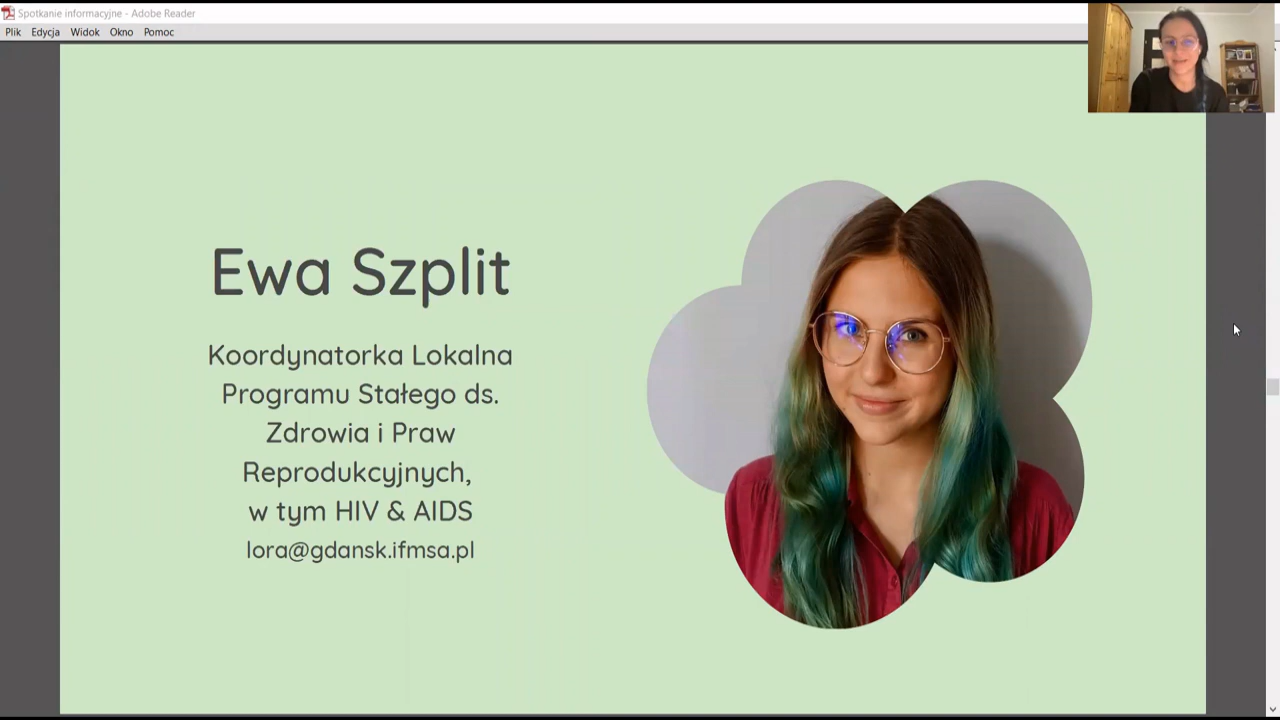 Spotkanie informacyjne - Adobe Reader
Plik Edycja Widok Okno Pomoc
Ewa Szplit
Koordynatorka Lokalna
Programu Stałego ds.
Zdrowia i Praw
Reprodukcyjnych,
w tym HIV & AIDS
lora@gdansk.ifmsa.pl